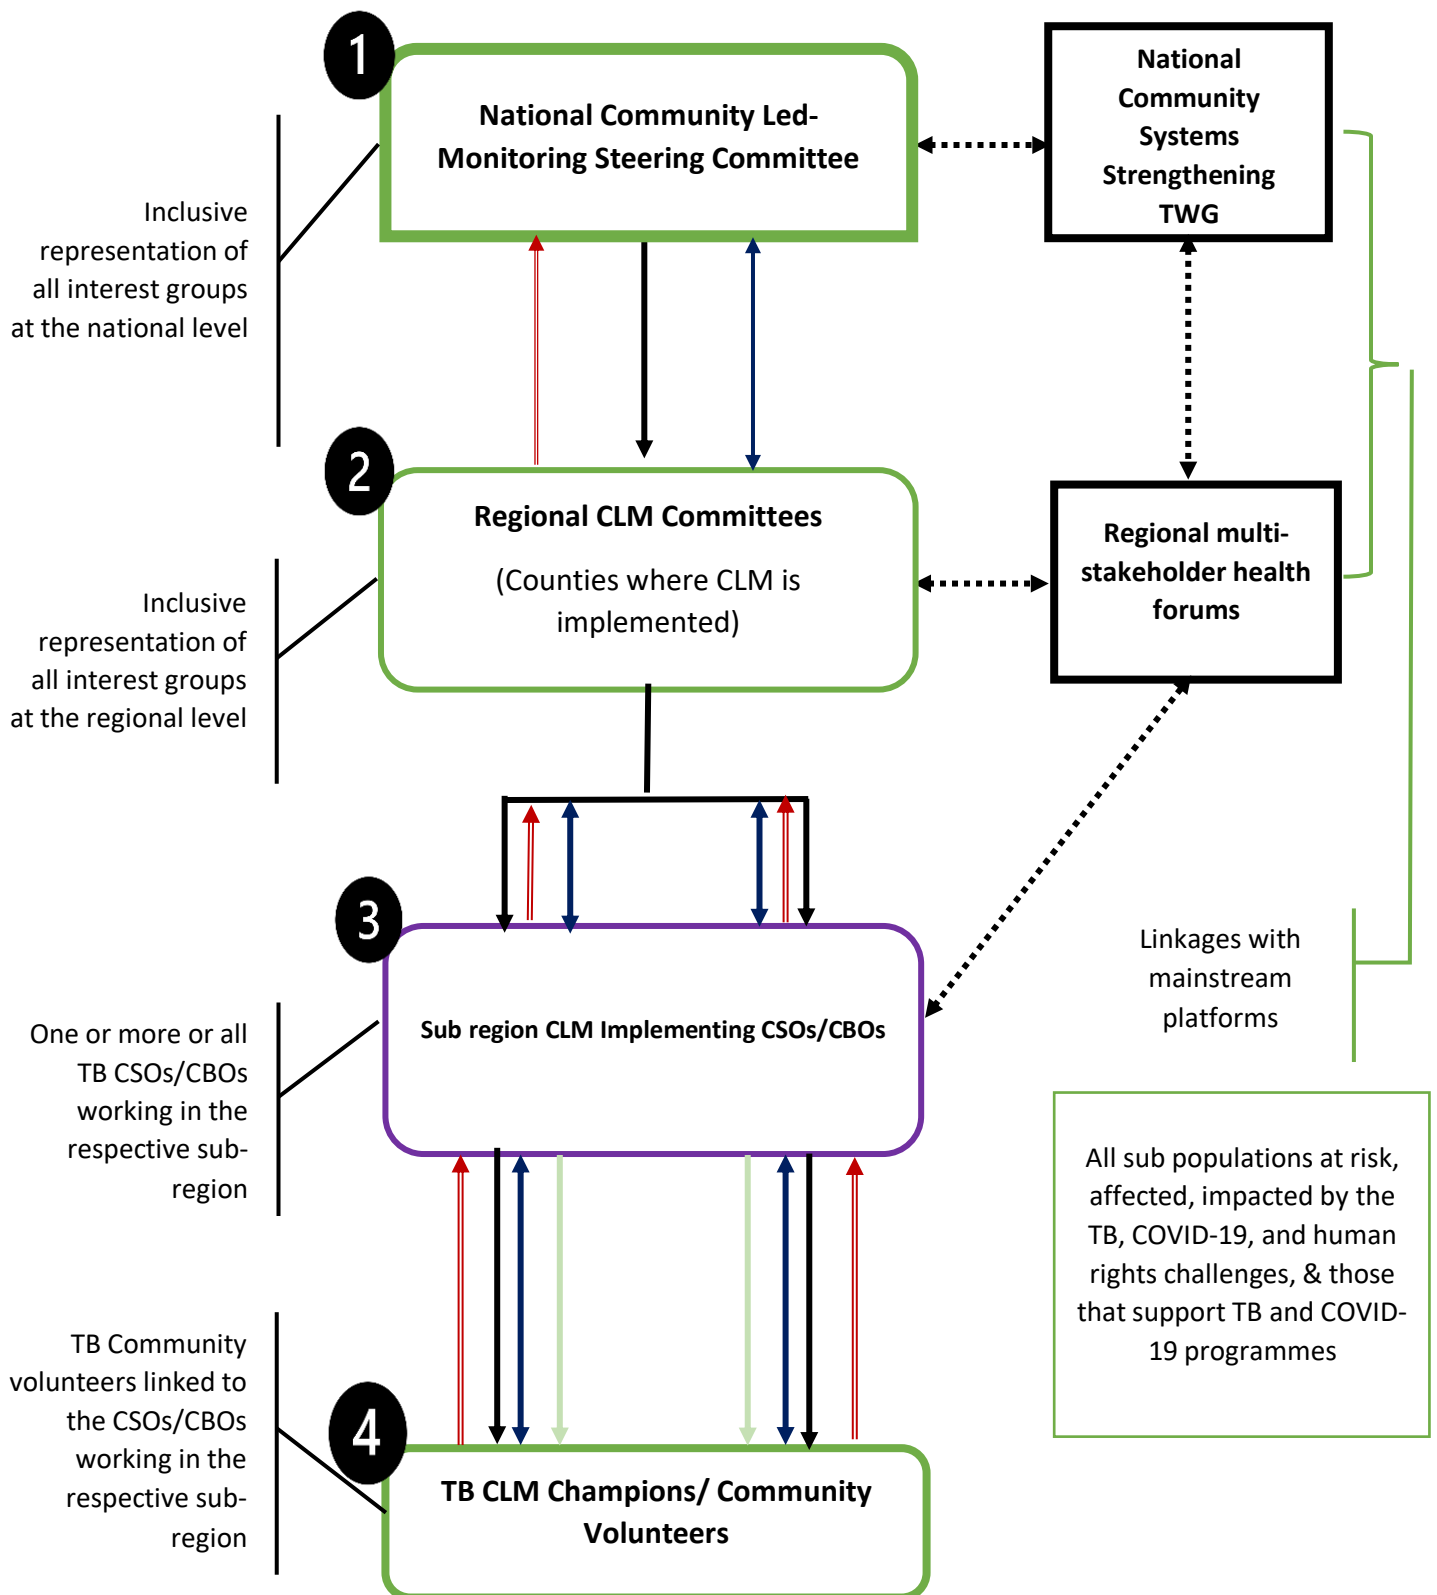 1
National Community Led-
Monitoring Steering Committee
National
Community
Systems
Strengthening
TWG
Inclusive
representation of
all interest groups
at the national level
2
Regional CLM Committees
(Counties where CLM is
implemented)
Regional multi-
stakeholder health
forums
Inclusive
representation of
all interest groups
at the regional level
3
Sub region CLM Implementing CSOs/CBOs
Linkages with
mainstream
platforms
One or more or all
TB CSOs/CBOs
working in the
respective sub-
region
All sub populations at risk,
affected, impacted by the
TB, COVID-19, and human
rights challenges, & those
that support TB and COVID-
19 programmes
TB Community
volunteers linked to
the CSOs/CBOs
working in the
respective sub-
region
4
TB CLM Champions/ Community
Volunteers